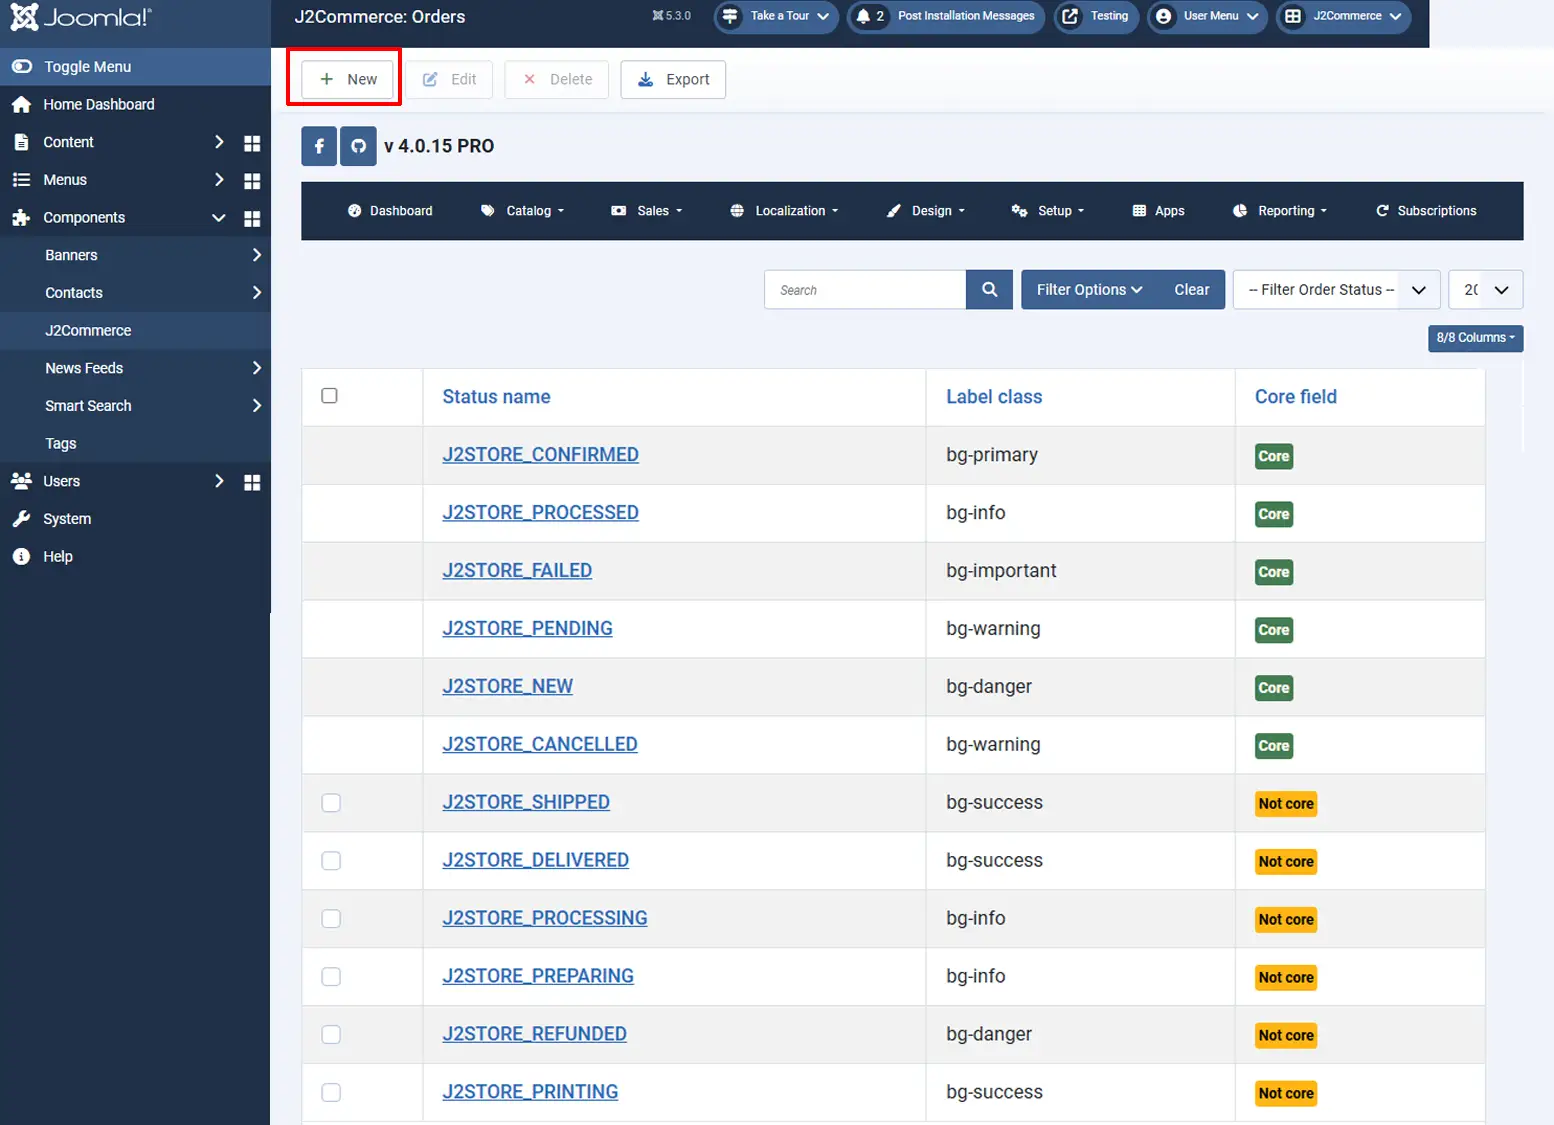 Joomla!®
J2Commerce: Orders
5.3.0
Take a Tour
2
Post Installation Messages
Testing
User Menu
J2Commerce
Toggle Menu
Home Dashboard
Content
Menus
Components
Banners
Contacts
J2Commerce
News Feeds
Smart Search
Tags
Users
System
Help
New
Edit
Delete
Export
v 4.0.15 PRO
Dashboard
Catalog
Sales
Localization
Design
Setup
Apps
Reporting
Subscriptions
Search
Filter Options
Clear
-- Filter Order Status --
20
8/8 Columns
Status name Label class Core field
J2STORE_CONFIRMED bg-primary Core
J2STORE_PROCESSED bg-info Core
J2STORE_FAILED bg-important Core
J2STORE_PENDING bg-warning Core
J2STORE_NEW bg-danger Core
J2STORE_CANCELLED bg-warning Core
J2STORE_SHIPPED bg-success Not core
J2STORE_DELIVERED bg-success Not core
J2STORE_PROCESSING bg-info Not core
J2STORE_PREPARING bg-info Not core
J2STORE_REFUNDED bg-danger Not core
J2STORE_PRINTING bg-success Not core